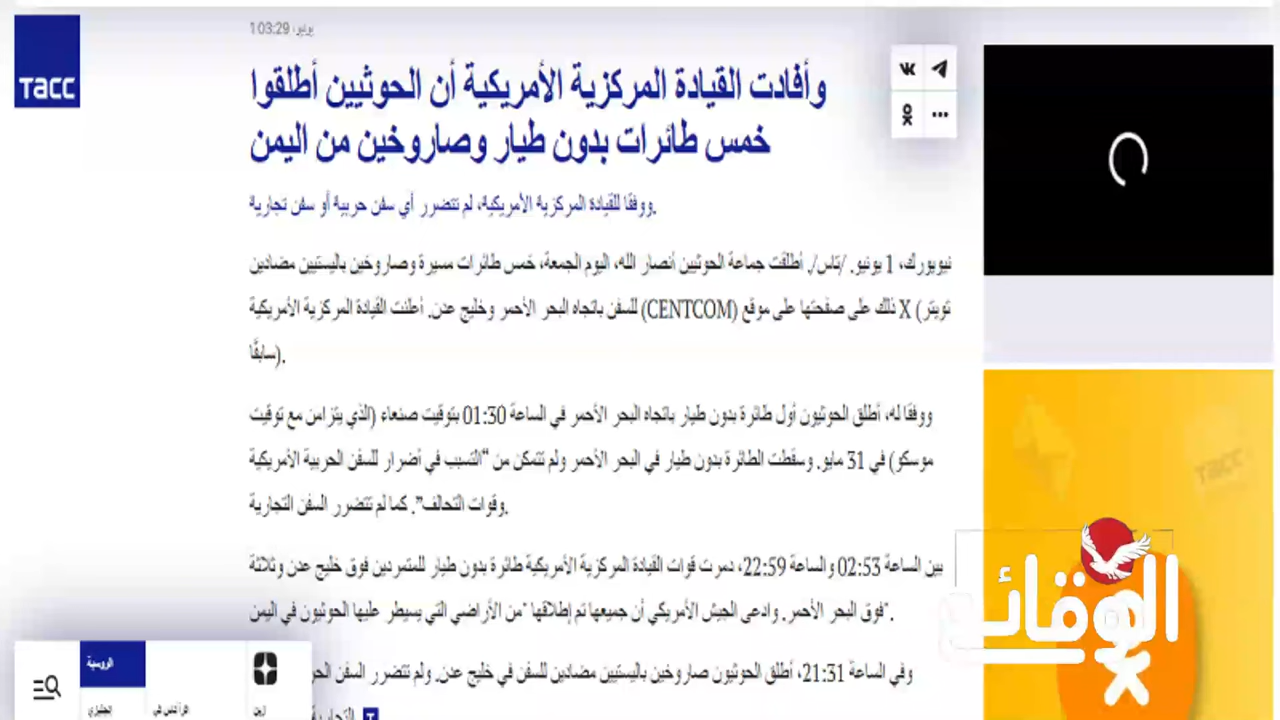 يونيو، 03:29 1
тасс
وأفادت القيادة المركزية الأمريكية أن الحوثيين أطلقوا
خمس طائرات بدون طيار وصاروخين من اليمن
ووفقًا للقيادة المركزية الأمريكية، لم تتضرر أي سفن حربية أو سفن تجارية.
نيويورك، 1 يونيو. /تاس/. أطلقت جماعة الحوثيين أنصار الله، اليوم الجمعة، خمس طائرات مسيرة وصاروخين باليستيين مضادين
للسفن باتجاه البحر الأحمر وخليج عدن. أعلنت القيادة المركزية الأمريكية (CENTCOM) ذلك على صفحتها على موقع X (تويتر
سابقًا).
ووفقا له، أطلق الحوثيون أول طائرة بدون طيار باتجاه البحر الأحمر في الساعة 01:30 بتوقيت صنعاء (الذي يتزامن مع توقيت
موسكو) في 31 مايو. وسقطت الطائرة بدون طيار في البحر الأحمر ولم تتمكن من "التسبب في أضرار للسفن الحربية الأمريكية
وقوات التحالف". كما لم تتضرر السفن التجارية.
بين الساعة 02:53 والساعة 22:59، دمرت قوات القيادة المركزية الأمريكية طائرة بدون طيار للمتمردين فوق خليج عدن وثلاثة
فوق البحر الأحمر. وادعى الجيش الأمريكي أن جميعها تم إطلاقها "من الأراضي التي يسيطر عليها الحوثيون في اليمن".
وفي الساعة 21:31، أطلق الحوثيون صاروخين باليستيين مضادين للسفن في خليج عدن. ولم تتضرر السفن
التجارية
الوقائع
الروسية